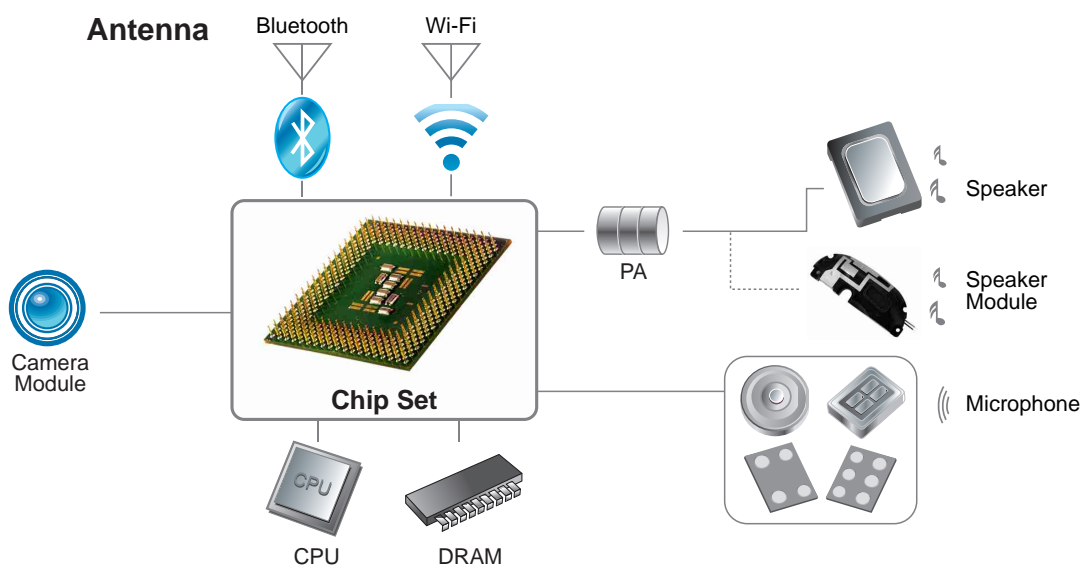 Antenna
Bluetooth
Wi-Fi
Speaker
PA
Speaker
Module
Camera
Module
Chip Set
Microphone
CPU
CPU
DRAM